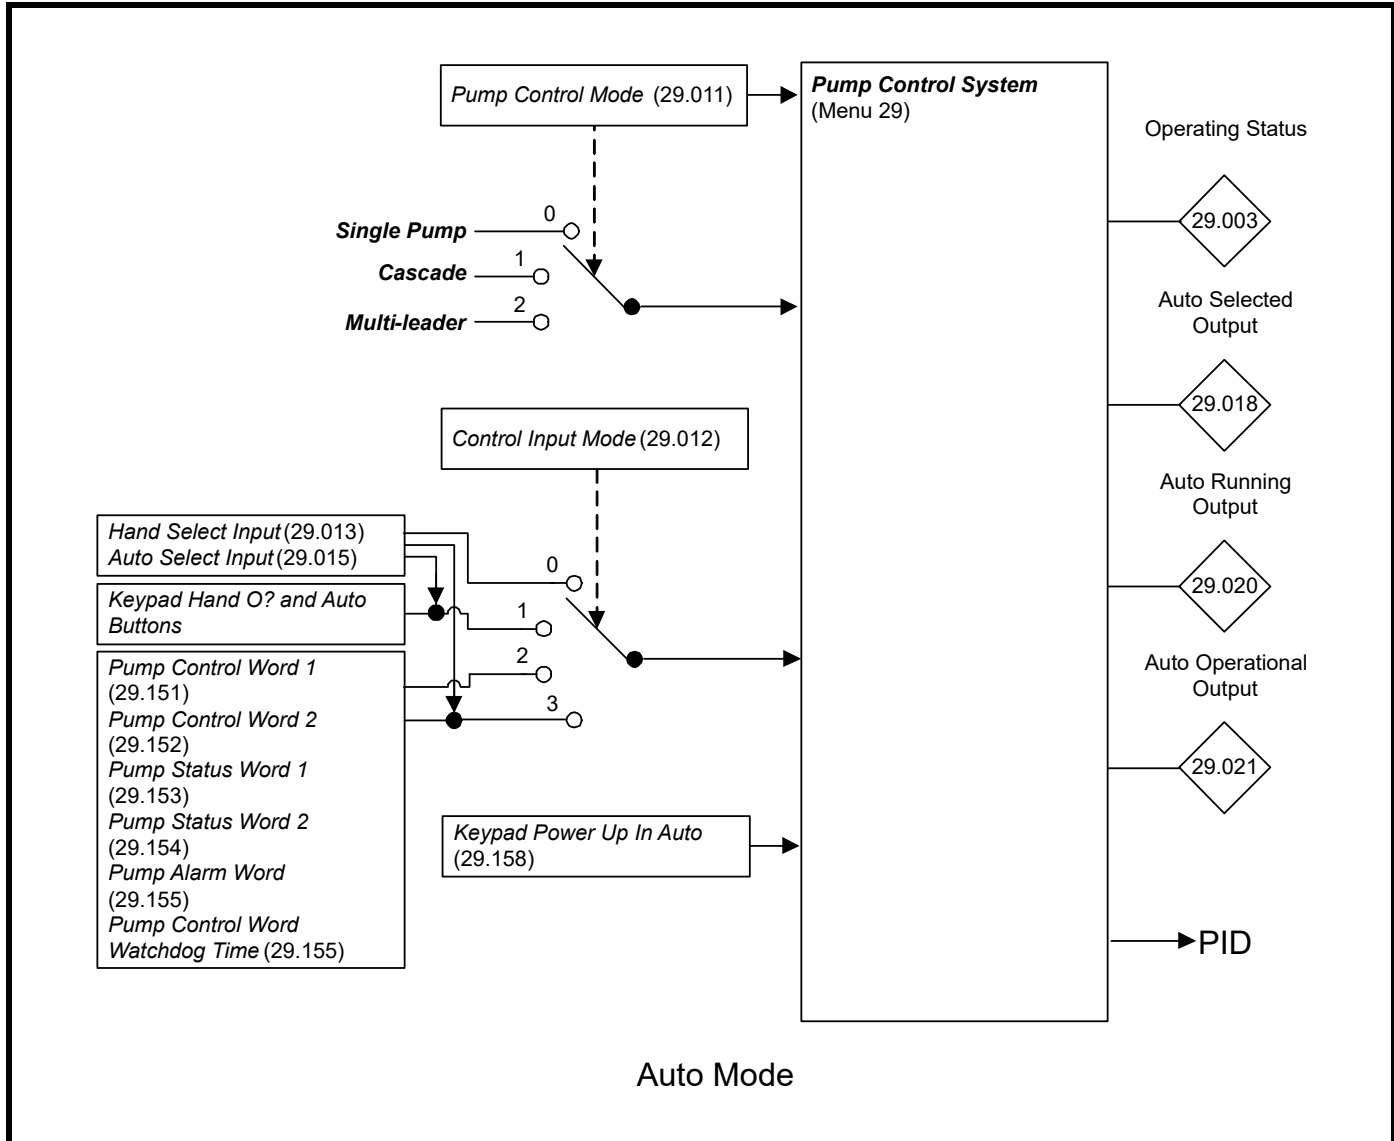 Pump Control Mode (29.011)
Pump Control System
(Menu 29)
Operating Status
29.003
0
Single Pump
1
Cascade
2
Multi-leader
Auto Selected
Output
29.018
Control Input Mode (29.012)
Auto Running
Output
29.020
Hand Select Input (29.013)
Auto Select Input (29.015)
Keypad Hand O? and Auto
Buttons
0
1
2
3
Pump Control Word 1
(29.151)
Pump Control Word 2
(29.152)
Pump Status Word 1
(29.153)
Pump Status Word 2
(29.154)
Pump Alarm Word
(29.155)
Pump Control Word
Watchdog Time (29.155)
Auto Operational
Output
29.021
Keypad Power Up In Auto
(29.158)
PID
Auto Mode